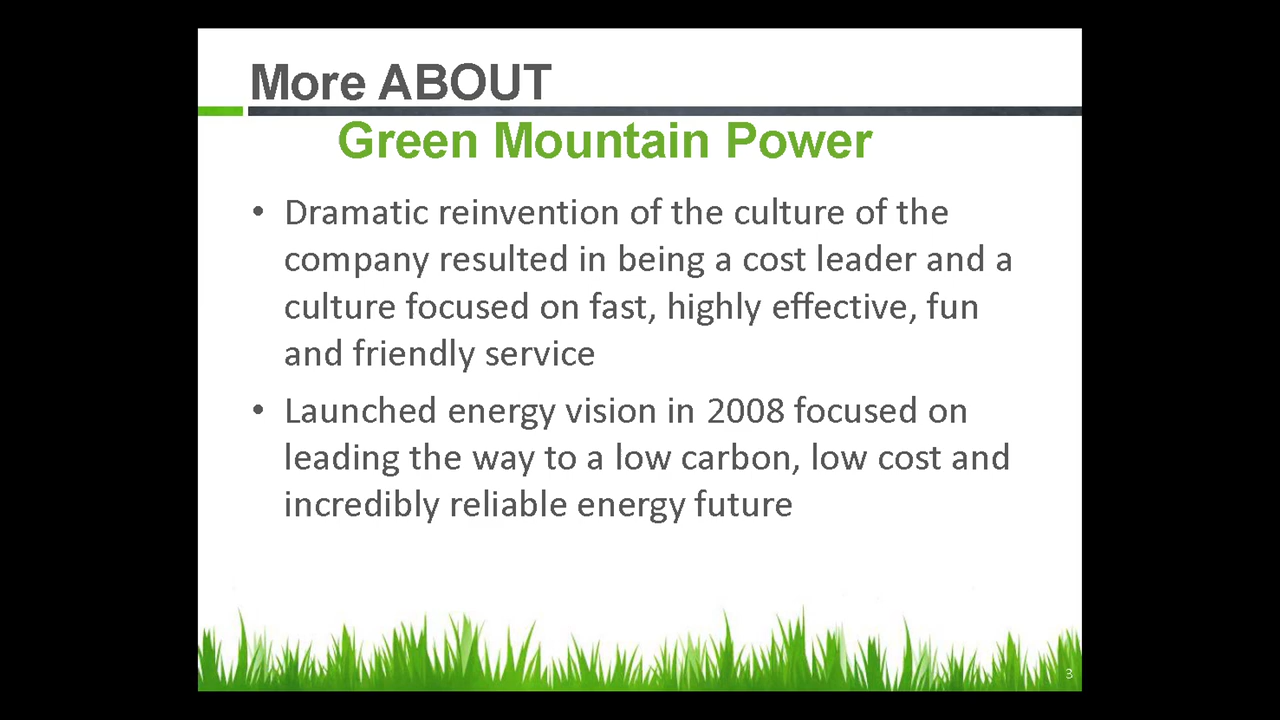 More ABOUT
Green Mountain Power
• Dramatic reinvention of the culture of the
company resulted in being a cost leader and a
culture focused on fast, highly effective, fun
and friendly service
• Launched energy vision in 2008 focused on
leading the way to a low carbon, low cost and
incredibly reliable energy future
3